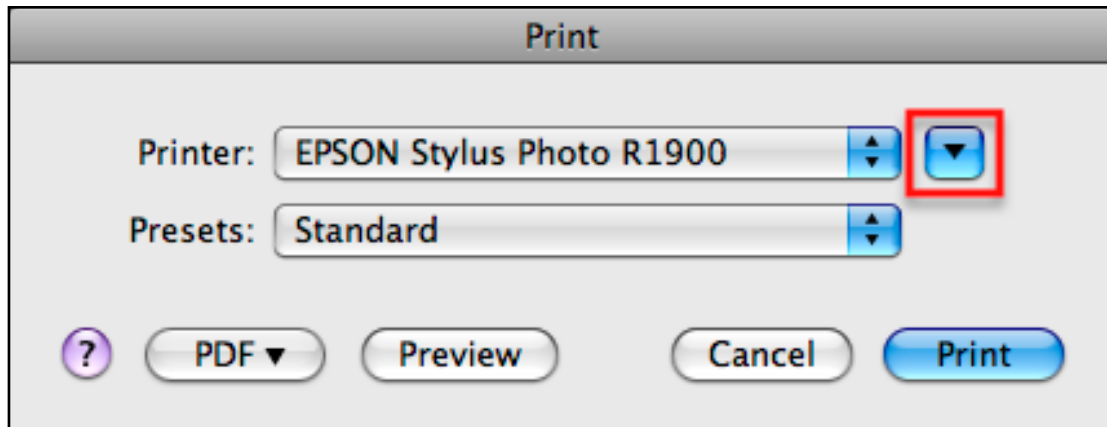 Print
Printer: EPSON Stylus Photo R1900
Presets: Standard
? PDF ▼ Preview Cancel Print